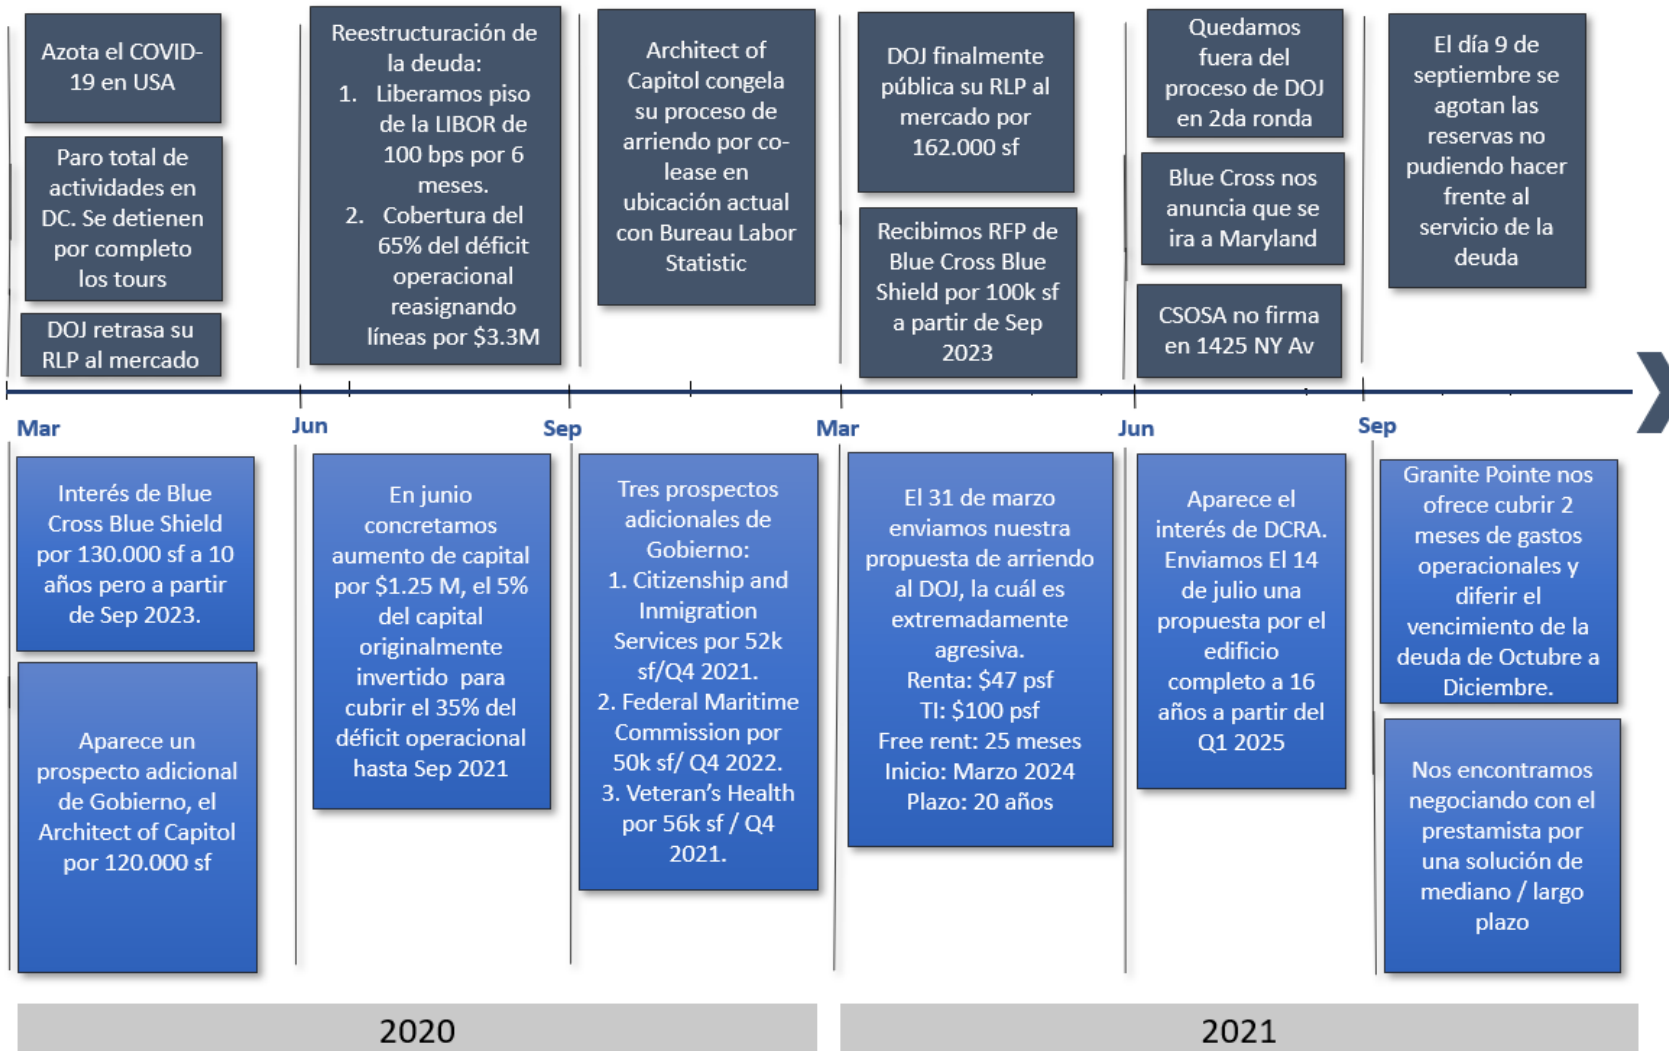 Azota el COVID-
19 en USA
Paro total de
actividades en
DC. Se detienen
por completo
los tours
DOJ retrasa su
RLP al mercado
Reestructuración de
la deuda:
1. Liberamos piso
de la LIBOR de
100 bps por 6
meses.
2. Cobertura del
65% del déficit
operacional
reasignando
líneas por $3.3M
Architect of
Capitol congela
su proceso de
arriendo por co-
lease en
ubicación actual
con Bureau Labor
Statistic
DOJ finalmente
pública su RLP al
mercado por
162.000 sf
Recibimos RFP de
Blue Cross Blue
Shield por 100k sf
a partir de Sep
2023
Quedamos
fuera del
proceso de DOJ
en 2da ronda
Blue Cross nos
anuncia que se
ira a Maryland
CSOSA no firma
en 1425 NY Av
El día 9 de
septiembre se
agotan las
reservas no
pudiendo hacer
frente al
servicio de la
deuda
Mar
Jun
Sep
Mar
Jun
Sep
Interés de Blue
Cross Blue Shield
por 130.000 sf a 10
años pero a partir
de Sep 2023.
Aparece un
prospecto adicional
de Gobierno, el
Architect of Capitol
por 120.000 sf
En junio
concretamos
aumento de capital
por $1.25 M, el 5%
del capital
originalmente
invertido para
cubrir el 35% del
déficit operacional
hasta Sep 2021
Tres prospectos
adicionales de
Gobierno:
1. Citizenship and
Inmigration
Services por 52k
sf/Q4 2021.
2. Federal Maritime
Commission por
50k sf/ Q4 2022.
3. Veteran's Health
por 56k sf / Q4
2021.
El 31 de marzo
enviamos nuestra
propuesta de arriendo
al DOJ, la cuál es
extremadamente
agresiva.
Renta: $47 psf
TI: $100 psf
Free rent: 25 meses
Inicio: Marzo 2024
Plazo: 20 años
Aparece el
interés de DCRA.
Enviamos El 14
de julio una
propuesta por el
edificio
completo a 16
años a partir del
Q1 2025
Granite Pointe nos
ofrece cubrir 2
meses de gastos
operacionales y
diferir el
vencimiento de la
deuda de Octubre a
Diciembre.
Nos encontramos
negociando con el
prestamista por
una solución de
mediano / largo
plazo
2020
2021